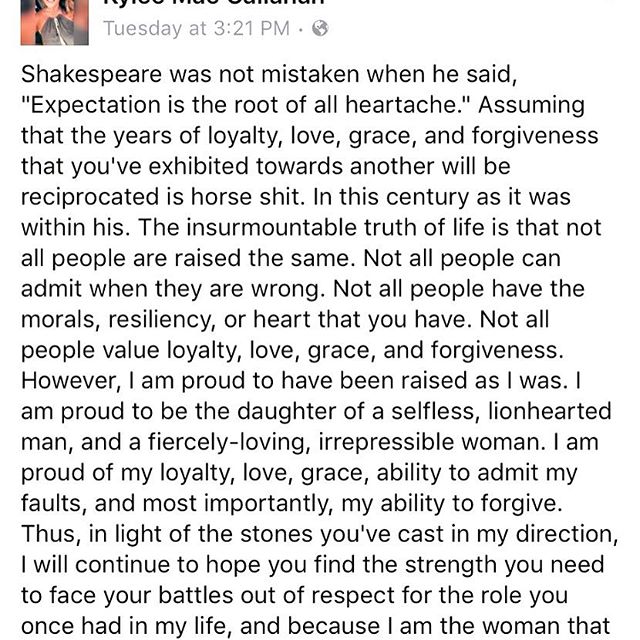 Tuesday at 3:21 PM ·
Shakespeare was not mistaken when he said,
"Expectation is the root of all heartache." Assuming
that the years of loyalty, love, grace, and forgiveness
that you've exhibited towards another will be
reciprocated is horse shit. In this century as it was
within his. The insurmountable truth of life is that not
all people are raised the same. Not all people can
admit when they are wrong. Not all people have the
morals, resiliency, or heart that you have. Not all
people value loyalty, love, grace, and forgiveness.
However, I am proud to have been raised as I was. I
am proud to be the daughter of a selfless, lionhearted
man, and a fiercely-loving, irrepressible woman. I am
proud of my loyalty, love, grace, ability to admit my
faults, and most importantly, my ability to forgive.
Thus, in light of the stones you've cast in my direction,
I will continue to hope you find the strength you need
to face your battles out of respect for the role you
once had in my life, and because I am the woman that